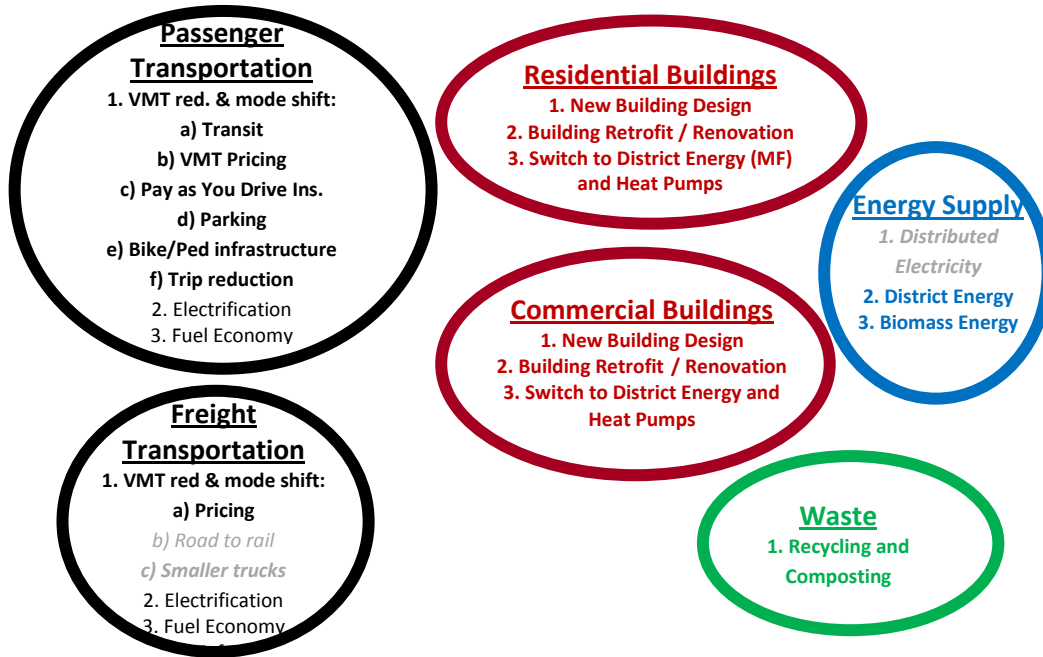 Passenger
Transportation
1. VMT red. & mode shift:
a) Transit
b) VMT Pricing
c) Pay as You Drive Ins.
d) Parking
e) Bike/Ped infrastructure
f) Trip reduction
2. Electrification
3. Fuel Economy
Freight
Transportation
1. VMT red & mode shift:
a) Pricing
b) Road to rail
c) Smaller trucks
2. Electrification
3. Fuel Economy
Residential Buildings
1. New Building Design
2. Building Retrofit / Renovation
3. Switch to District Energy (MF)
and Heat Pumps
Commercial Buildings
1. New Building Design
2. Building Retrofit / Renovation
3. Switch to District Energy and
Heat Pumps
Energy Supply
1. Distributed
Electricity
2. District Energy
3. Biomass Energy
Waste
1. Recycling and
Composting